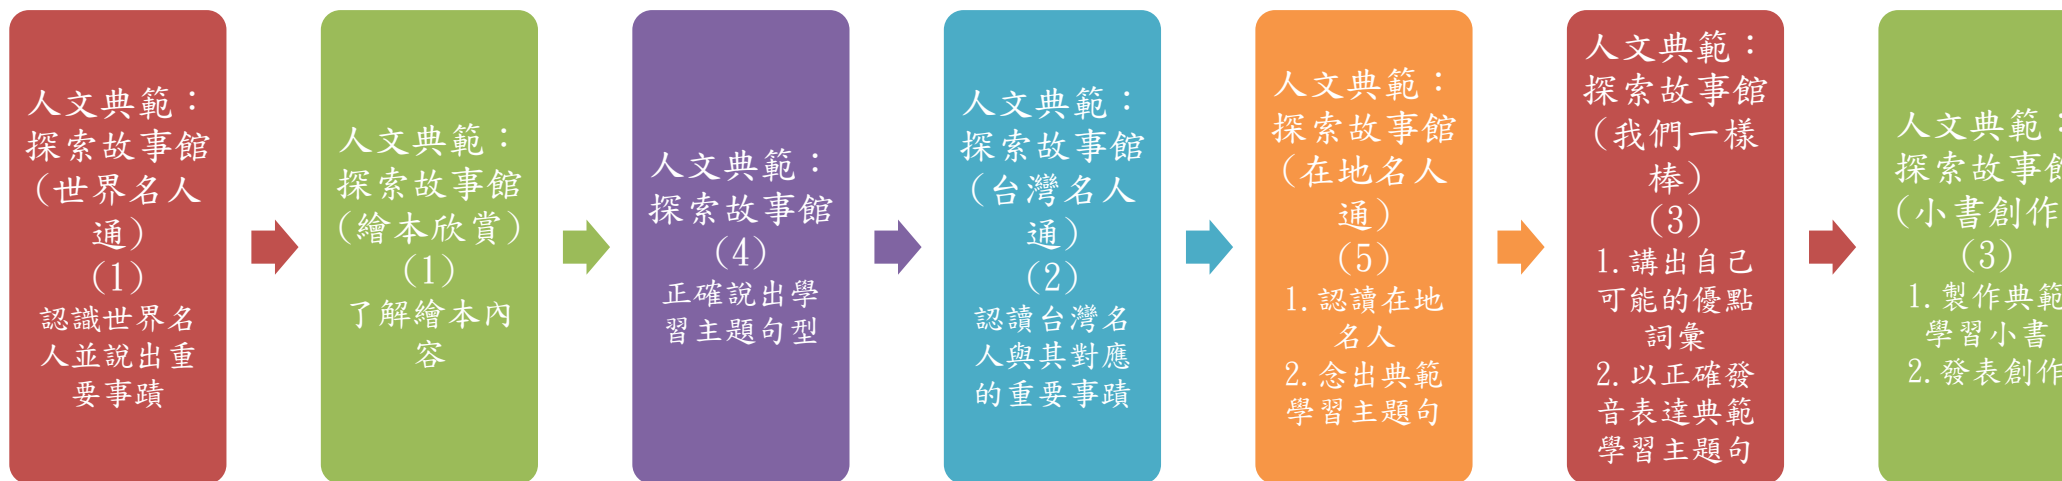 人文典範：
探索故事館
(世界名人
通)
(1)
認識世界名
人並說出重
要事蹟
人文典範：
探索故事館
(繪本欣賞)
(1)
了解繪本內
容
人文典範：
探索故事館
(4)
正確說出學
習主題句型
人文典範：
探索故事館
(台灣名人
通)
(2)
認讀台灣名
人與其對應
的重要事蹟
人文典範：
探索故事館
(在地名人
通)
(5)
1.認讀在地
名人
2.念出典範
學習主題句
人文典範：
探索故事館
(我們一樣
棒)
(3)
1.講出自己
可能的優點
詞彙
2.以正確發
音表達典範
學習主題句
人文典範：
探索故事館
(小書創作
(3)
1.製作典範
學習小書
2.發表創作